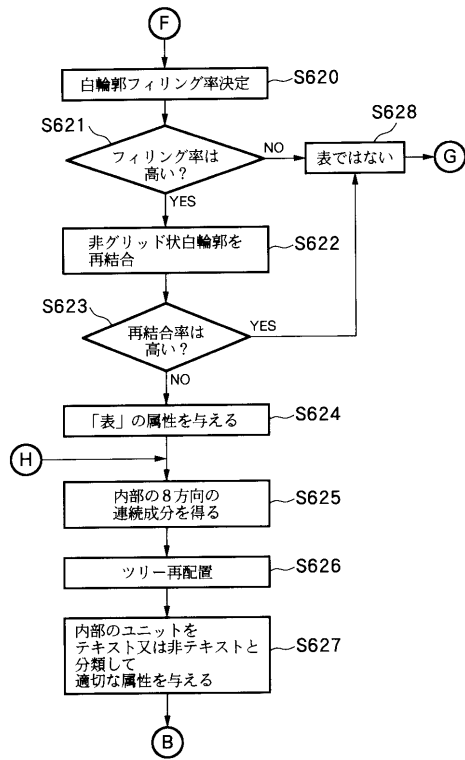 F
白輪郭フィリング率決定
S620
S621
フィリング率は
高い？
NO
YES
S628
表ではない
G
非グリッド状白輪郭を
再結合
S622
S623
再結合率は
高い？
YES
NO
「表」の属性を与える
S624
H
内部の８方向の
連続成分を得る
S625
ツリー再配置
S626
内部のユニットを
テキスト又は非テキストと
分類して
適切な属性を与える
S627
B